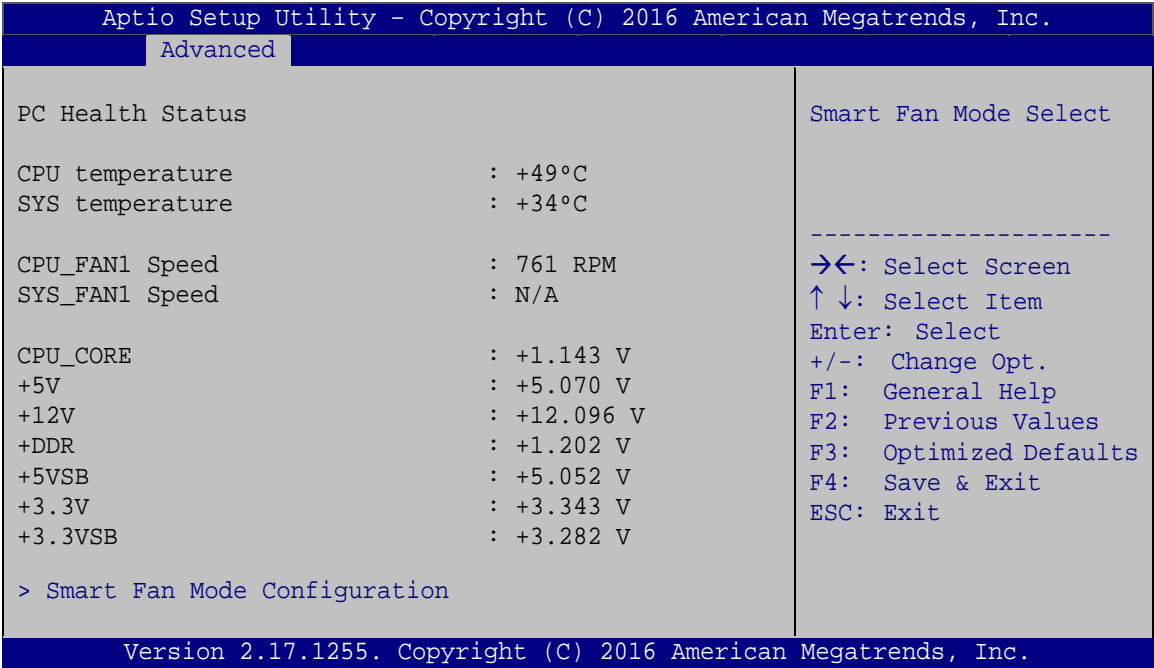 Aptio Setup Utility – Copyright (C) 2016 American Megatrends, Inc.
Advanced
PC Health Status
CPU temperature : +49ºC
SYS temperature : +34ºC
CPU_FAN1 Speed : 761 RPM
SYS_FAN1 Speed : N/A
CPU_CORE : +1.143 V
+5V : +5.070 V
+12V : +12.096 V
+DDR : +1.202 V
+5VSB : +5.052 V
+3.3V : +3.343 V
+3.3VSB : +3.282 V
> Smart Fan Mode Configuration
Smart Fan Mode Select
---------------------
→←: Select Screen
↑ ↓: Select Item
Enter: Select
+/-: Change Opt.
F1: General Help
F2: Previous Values
F3: Optimized Defaults
F4: Save & Exit
ESC: Exit
Version 2.17.1255. Copyright (C) 2016 American Megatrends, Inc.